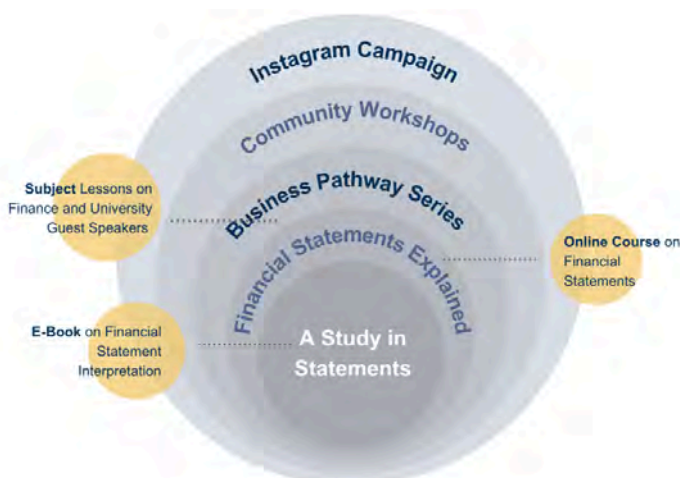 Instagram Campaign
Community Workshops
Business Pathway Series
Subject Lessons on
Finance and University
Guest Speakers
Financial Statements Explained
Online Course on
Financial
Statements
E-Book on Financial
Statement
Interpretation
A Study in
Statements